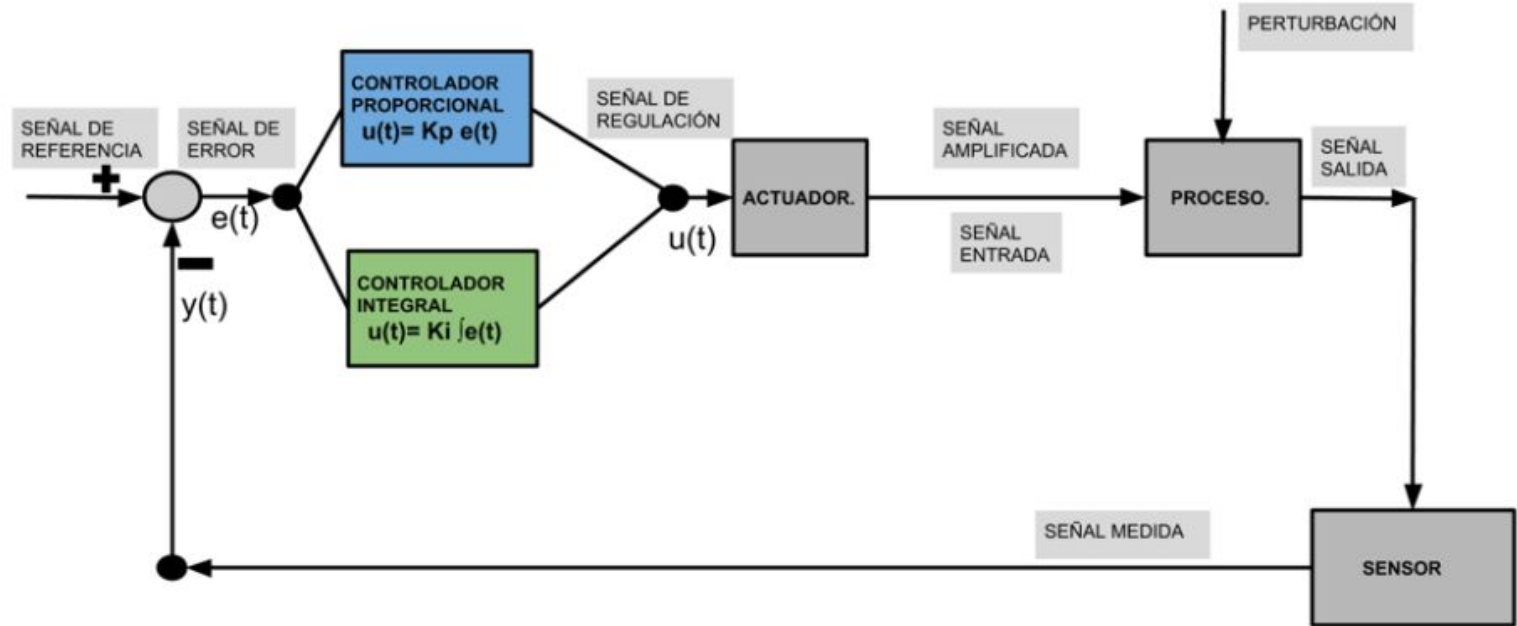 PERTURBACIÓN
CONTROLADOR
PROPORCIONAL
u(t)= Kp e(t)
SEÑAL DE
REGULACIÓN
SEÑAL DE
REFERENCIA
SEÑAL DE
ERROR
SEÑAL
AMPLIFICADA
SEÑAL
SALIDA
+
e(t)
u(t)
ACTUADOR.
PROCESO.
SEÑAL
ENTRADA
-
y(t)
CONTROLADOR
INTEGRAL
u(t)= Ki ∫e(t)
SEÑAL MEDIDA
SENSOR